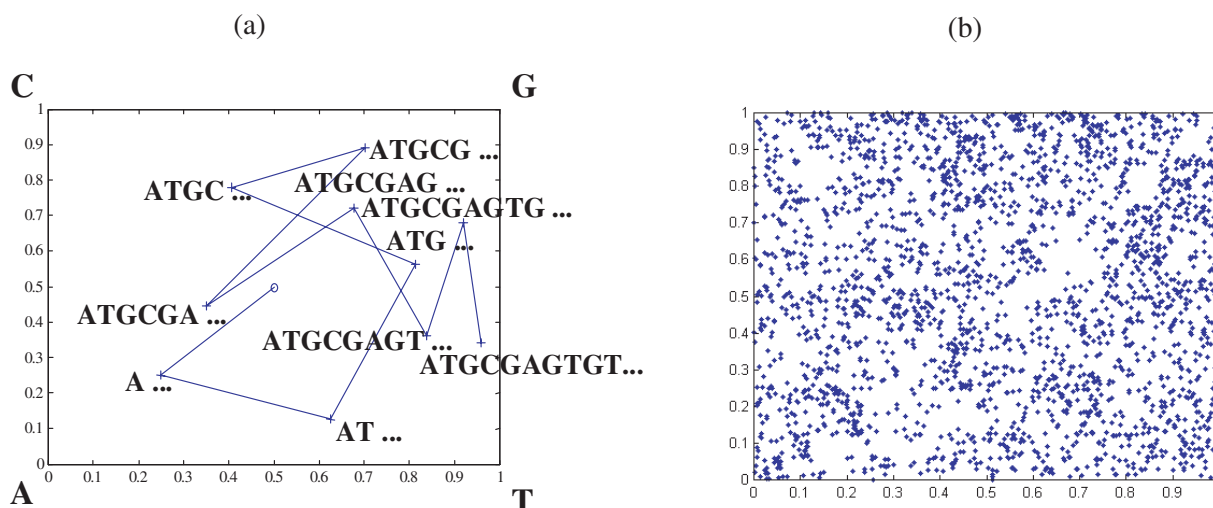 (a)
(b)
C
G
1
0.9
0.8
0.7
0.6
0.5
0.4
0.3
0.2
0.1
0
ATGCG ...
ATGCGAG ...
ATGC ...
ATGCGAGTG ...
ATG ...
ATGCGA ...
ATGCGAGT ...
ATGCGAGTGT...
A ...
AT ...
0 0.1 0.2 0.3 0.4 0.5 0.6 0.7 0.8 0.9 1
A
T
1
0.9
0.8
0.7
0.6
0.5
0.4
0.3
0.2
0.1
0
0 0.1 0.2 0.3 0.4 0.5 0.6 0.7 0.8 0.9